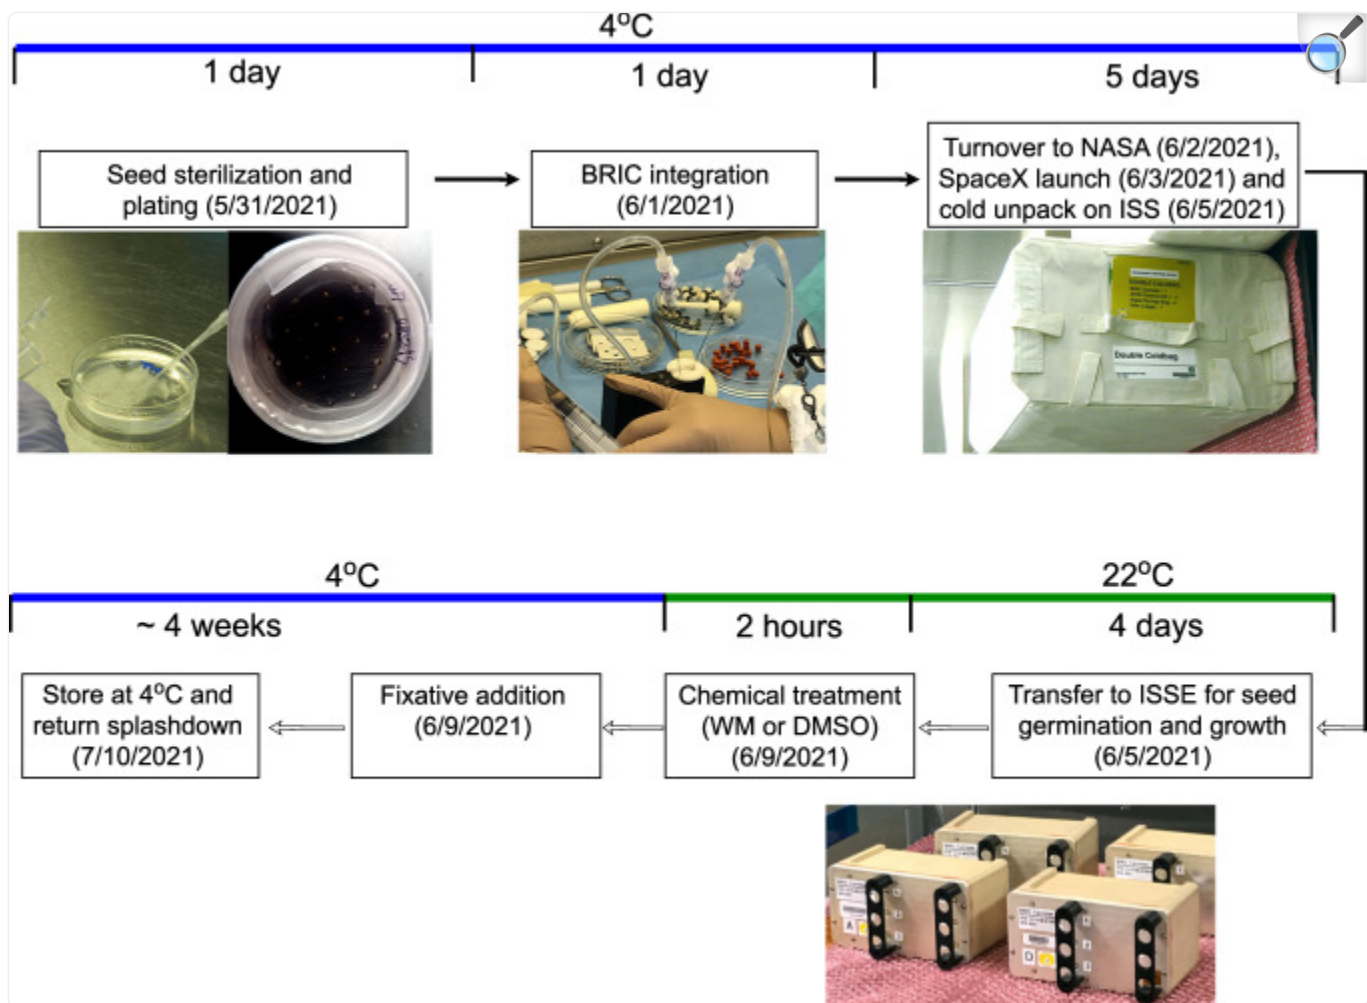 4°C
1 day
1 day
5 days
Seed sterilization and
plating (5/31/2021)
BRIC integration
(6/1/2021)
Turnover to NASA (6/2/2021),
SpaceX launch (6/3/2021) and
cold unpack on ISS (6/5/2021)
Double Coldbag
4°C
22°C
~ 4 weeks
2 hours
4 days
Store at 4°C and
return splashdown
(7/10/2021)
Fixative addition
(6/9/2021)
Chemical treatment
(WM or DMSO)
(6/9/2021)
Transfer to ISSE for seed
germination and growth
(6/5/2021)
A
D
1
2
3